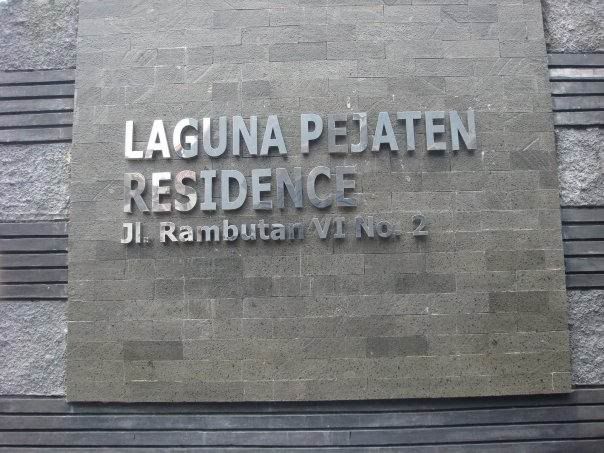 LAGUNA PEJATEN
RESIDENCE
Jl. Rambutan VI No. 2